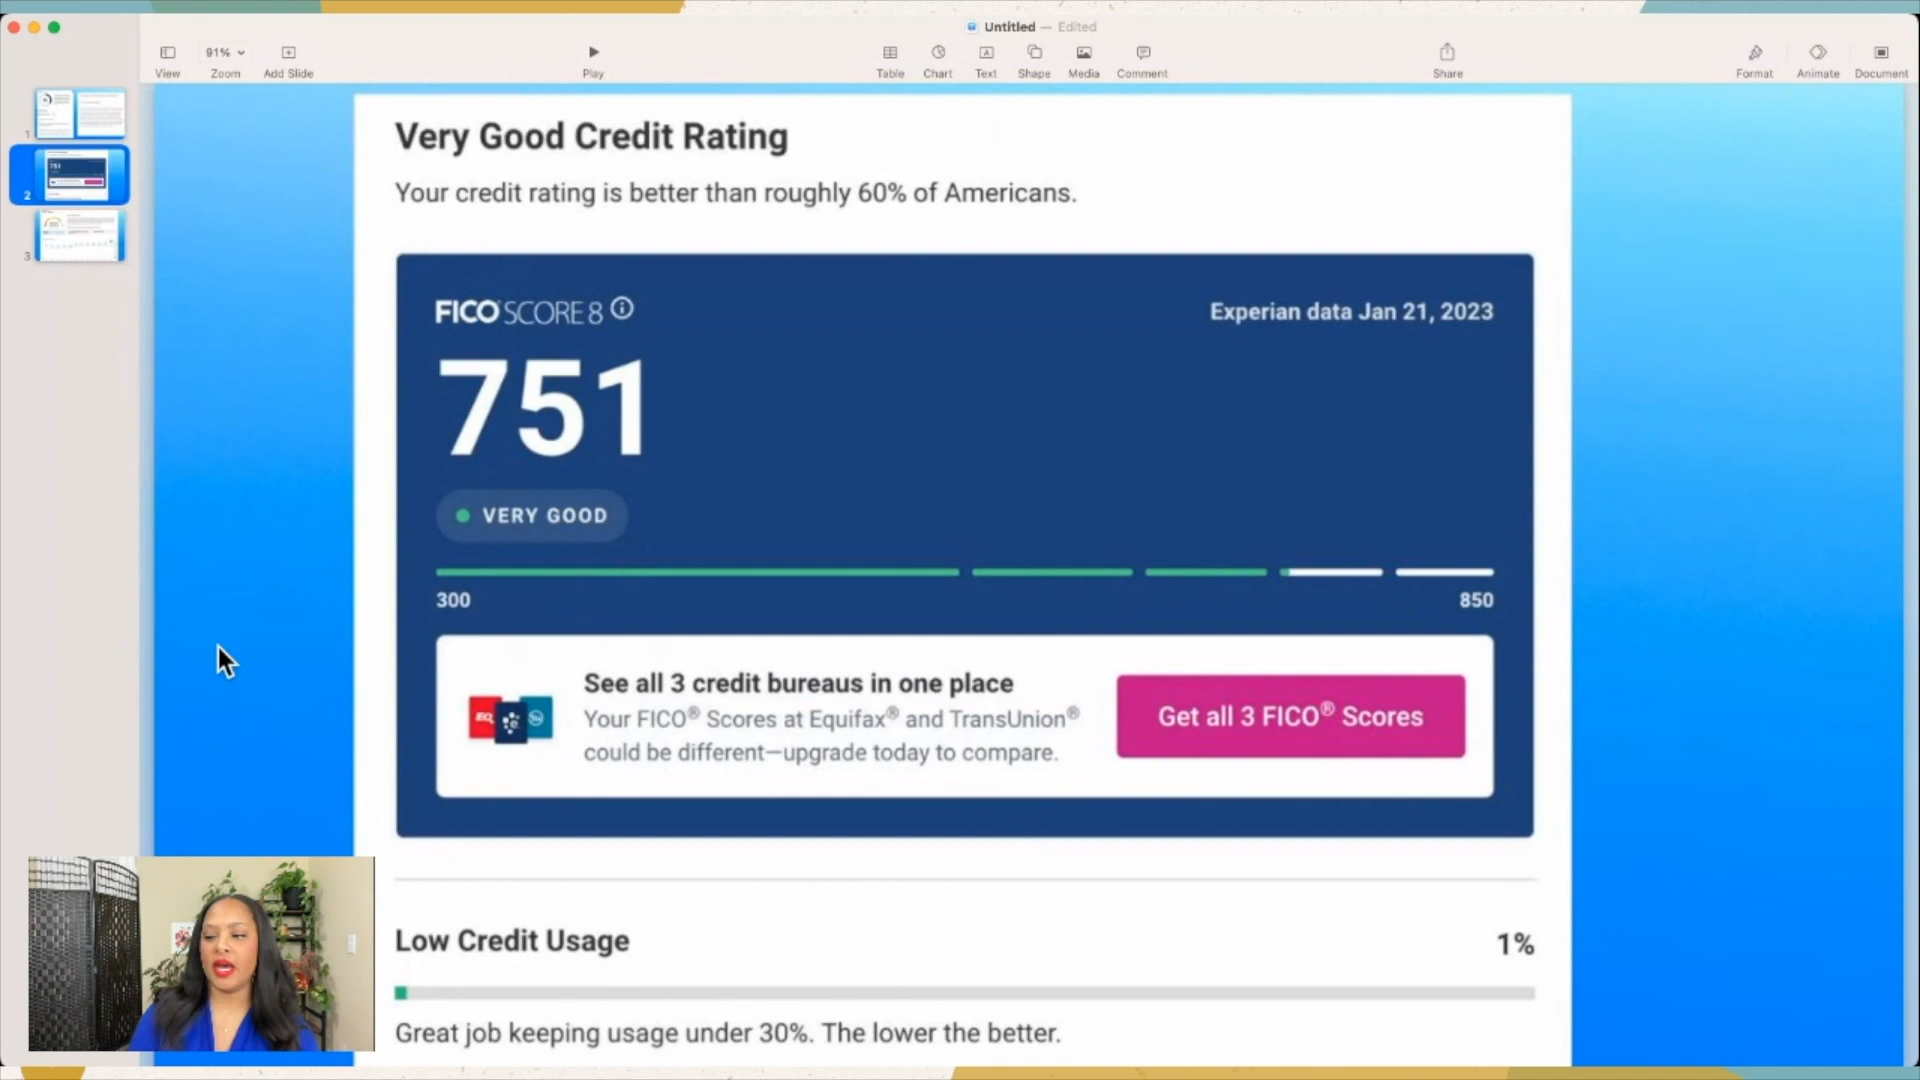 Untitled — Edited
91%
View
Zoom
Add Slide
Play
Table
Chart
Text
Shape
Media
Comment
Share
Format
Animate
Document
1
2
3
Very Good Credit Rating
Your credit rating is better than roughly 60% of Americans.
FICO SCORE 8
Experian data Jan 21, 2023
751
VERY GOOD
300
850
See all 3 credit bureaus in one place
Your FICO® Scores at Equifax® and TransUnion®
could be different—upgrade today to compare.
Get all 3 FICO® Scores
Low Credit Usage
1%
Great job keeping usage under 30%. The lower the better.